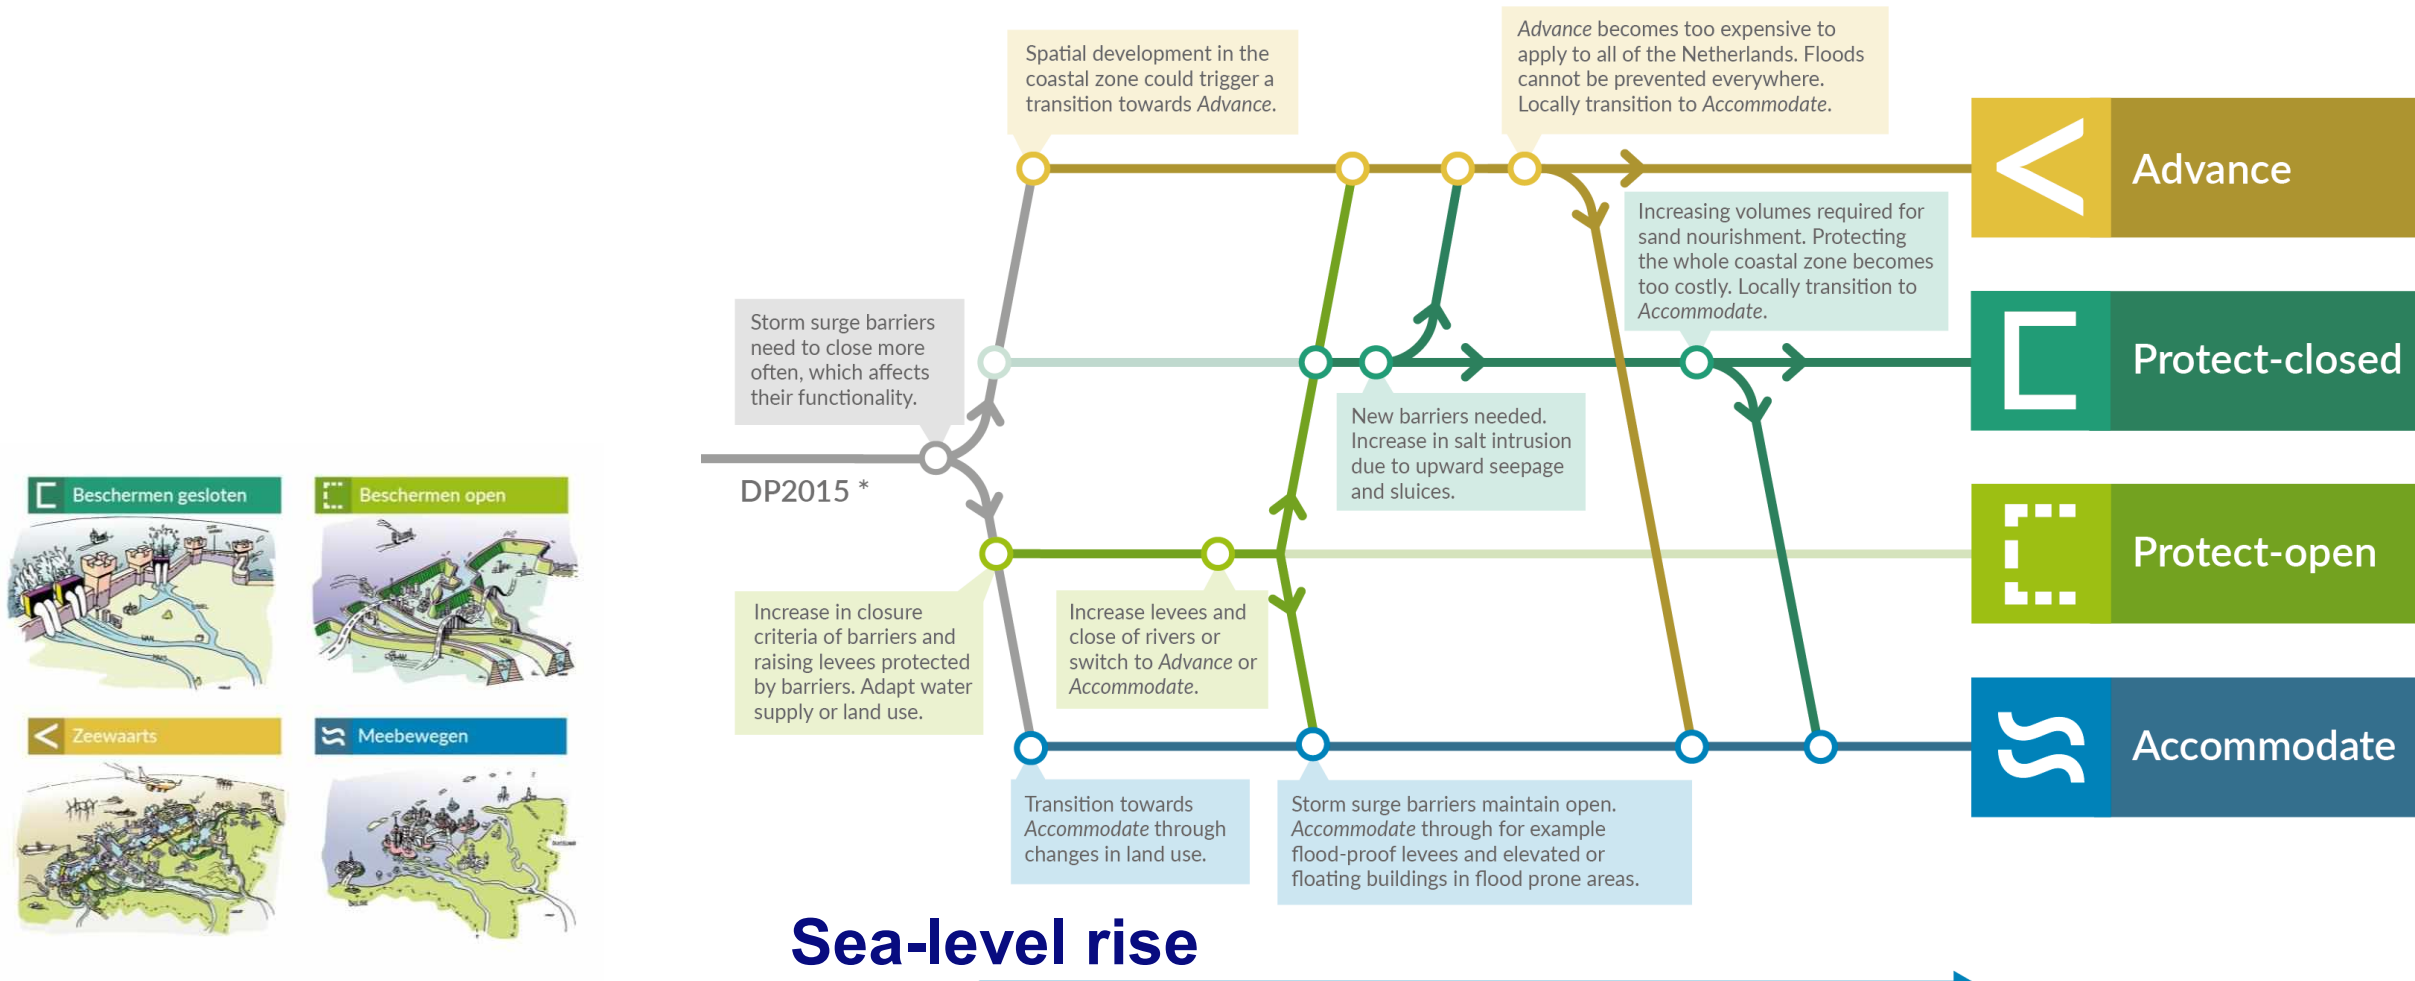 Spatial development in the
coastal zone could trigger a
transition towards Advance.
Advance becomes too expensive to
apply to all of the Netherlands. Floods
cannot be prevented everywhere.
Locally transition to Accommodate.
Advance
Increasing volumes required for
sand nourishment. Protecting
the whole coastal zone becomes
too costly. Locally transition to
Accommodate.
Storm surge barriers
need to close more
often, which affects
their functionality.
Protect-closed
New barriers needed.
Increase in salt intrusion
due to upward seepage
and sluices.
DP2015 *
Beschermen gesloten
Beschermen open
Protect-open
Increase in closure
criteria of barriers and
raising levees protected
by barriers. Adapt water
supply or land use.
Increase levees and
close of rivers or
switch to Advance or
Accommodate.
Zeewaarts
Meebewegen
Accommodate
Transition towards
Accommodate through
changes in land use.
Storm surge barriers maintain open.
Accommodate through for example
flood-proof levees and elevated or
floating buildings in flood prone areas.
Sea-level rise